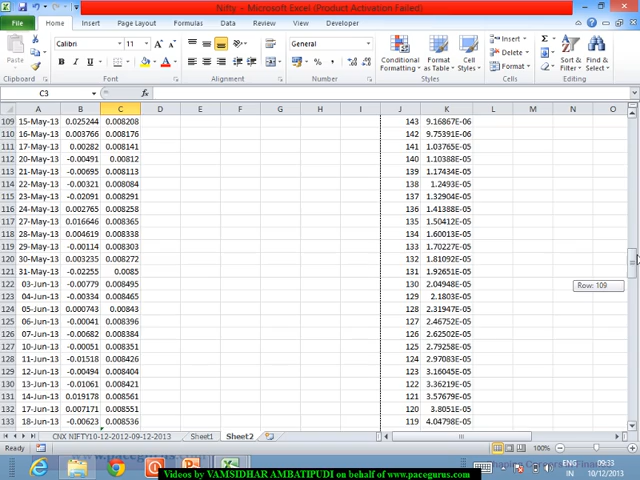 Nifty - Microsoft Excel (Product Activation Failed)
File Home Insert Page Layout Formulas Data Review View Developer
Calibri 11 General Insert Delete Format Conditional Formatting Format as Table Cell Styles Sort & Filter Find & Select
Clipboard Font Alignment Number Styles Cells Editing
C3 fx
A B C D E F G H I J K L M N O
109 15-May-13 0.025244 0.008208 143 9.16867E-06
110 16-May-13 0.003766 0.008176 142 9.75391E-06
111 17-May-13 0.00282 0.008141 141 1.03765E-05
112 20-May-13 -0.00491 0.00812 140 1.10388E-05
113 21-May-13 -0.00695 0.008113 139 1.17434E-05
114 22-May-13 -0.00321 0.008084 138 1.2493E-05
115 23-May-13 -0.02091 0.008291 137 1.32904E-05
116 24-May-13 0.002765 0.008258 136 1.41388E-05
117 27-May-13 0.016646 0.008365 135 1.50412E-05
118 28-May-13 0.004619 0.008338 134 1.60013E-05
119 29-May-13 -0.00114 0.008303 133 1.70227E-05
120 30-May-13 0.003235 0.008272 132 1.81092E-05
121 31-May-13 -0.02255 0.0085 131 1.92651E-05
122 03-Jun-13 -0.00779 0.008495 130 2.04948E-05
123 04-Jun-13 -0.00334 0.008465 129 2.1803E-05
124 05-Jun-13 0.000743 0.00843 128 2.31947E-05
125 06-Jun-13 -0.00041 0.008396 127 2.46752E-05
126 07-Jun-13 -0.00682 0.008384 126 2.62502E-05
127 10-Jun-13 -0.00051 0.008351 125 2.79258E-05
128 11-Jun-13 -0.01518 0.008426 124 2.97083E-05
129 12-Jun-13 -0.00494 0.008404 123 3.16045E-05
130 13-Jun-13 -0.01061 0.008421 122 3.36219E-05
131 14-Jun-13 0.019178 0.008561 121 3.57679E-05
132 17-Jun-13 0.007171 0.008551 120 3.8051E-05
133 18-Jun-13 -0.00623 0.008536 119 4.04798E-05
Row: 109
CNX NIFTY10-12-2012-09-12-2013 Sheet1 Sheet2
Ready 100%
www.pacegurus.com
ENG 09:33
IN 10/12/2013
Videos by VAMSIDHAR AMBATIPUDI on behalf of www.pacegurus.com